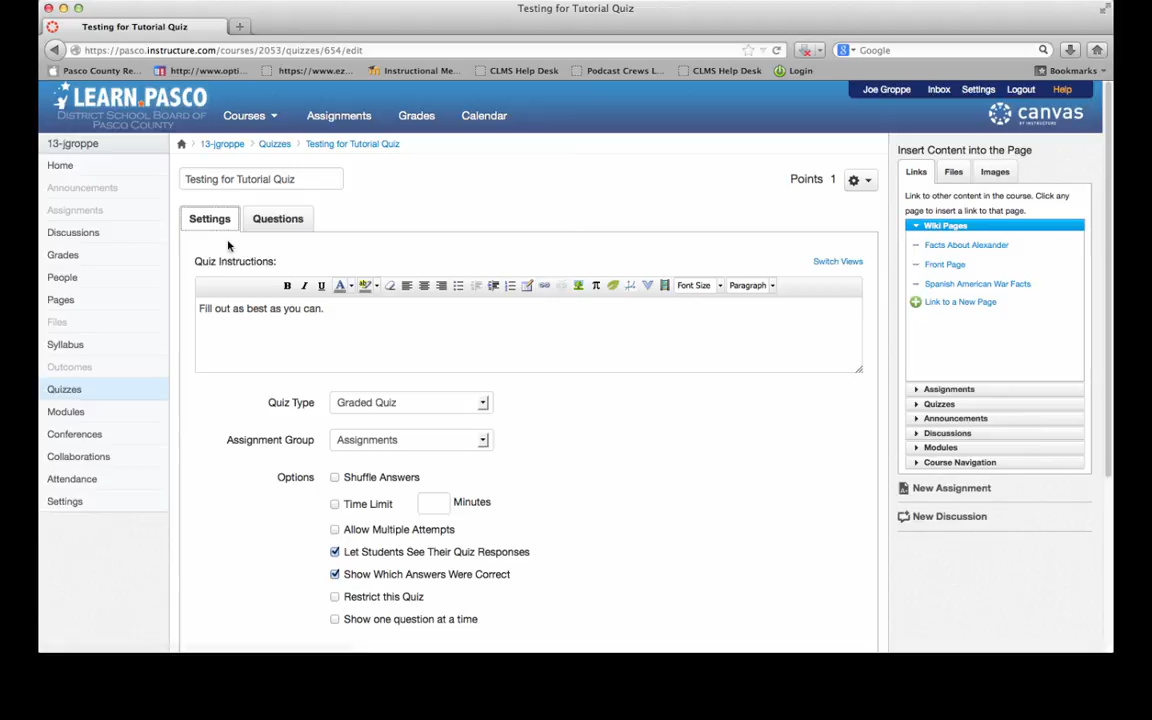 Testing for Tutorial Quiz
Testing for Tutorial Quiz
https://pasco.instructure.com/courses/2053/quizzes/654/edit
Google
Pasco County Re...
http://www.opti...
https://www.ez...
Instructional Me...
CLMS Help Desk
Podcast Crews L...
CLMS Help Desk
Login
Bookmarks
LEARN.PASCO
DISTRICT SCHOOL BOARD OF
PASCO COUNTY
Joe Groppe Inbox Settings Logout Help
Courses Assignments Grades Calendar
canvas
BY INSTRUCTURE
13-jgroppe
Home
Announcements
Assignments
Discussions
Grades
People
Pages
Files
Syllabus
Outcomes
Quizzes
Modules
Conferences
Collaborations
Attendance
Settings
13-jgroppe Quizzes Testing for Tutorial Quiz
Testing for Tutorial Quiz
Points 1
Settings Questions
Quiz Instructions:
Switch Views
B I U A Font Size Paragraph
Fill out as best as you can.
Quiz Type Graded Quiz
Assignment Group Assignments
Options Shuffle Answers
Time Limit Minutes
Allow Multiple Attempts
Let Students See Their Quiz Responses
Show Which Answers Were Correct
Restrict this Quiz
Show one question at a time
Insert Content into the Page
Links Files Images
Link to other content in the course. Click any
page to insert a link to that page.
Wiki Pages
Facts About Alexander
Front Page
Spanish American War Facts
Link to a New Page
Assignments
Quizzes
Announcements
Discussions
Modules
Course Navigation
New Assignment
New Discussion